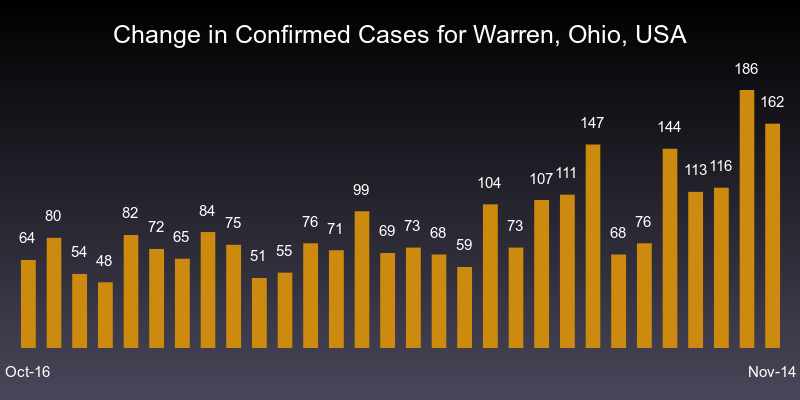 Change in Confirmed Cases for Warren, Ohio, USA
64 80 54 48 82 72 65 84 75 51 55 76 71 99 69 73 68 59 104 73 107 111 147 68 76 144 113 116 186 162
Oct-16 Nov-14